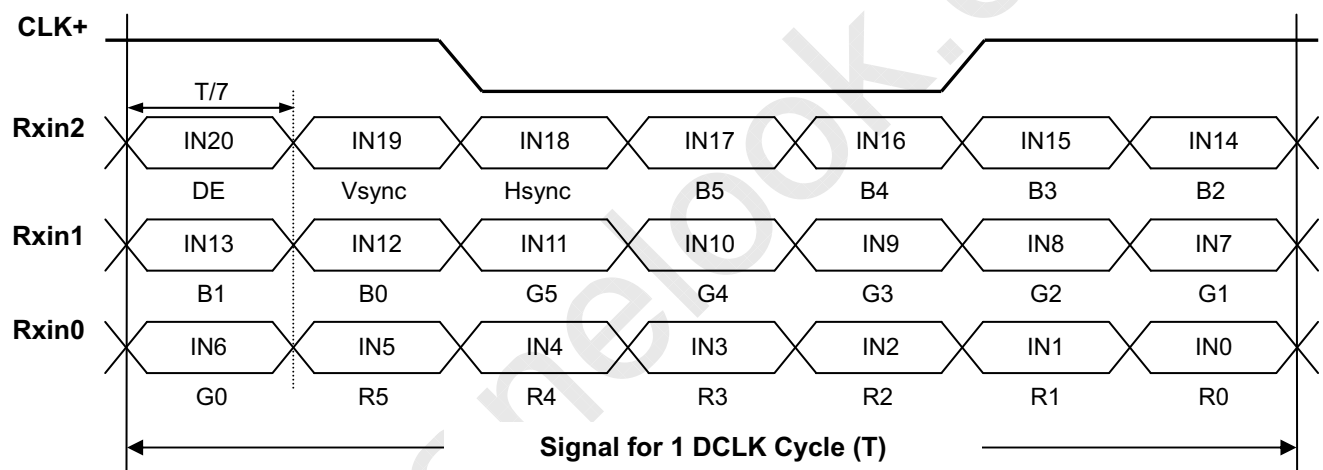 CLK+
T/7
Rxin2
IN20 IN19 IN18 IN17 IN16 IN15 IN14
DE Vsync Hsync B5 B4 B3 B2
Rxin1
IN13 IN12 IN11 IN10 IN9 IN8 IN7
B1 B0 G5 G4 G3 G2 G1
Rxin0
IN6 IN5 IN4 IN3 IN2 IN1 IN0
G0 R5 R4 R3 R2 R1 R0
Signal for 1 DCLK Cycle (T)
nelook.